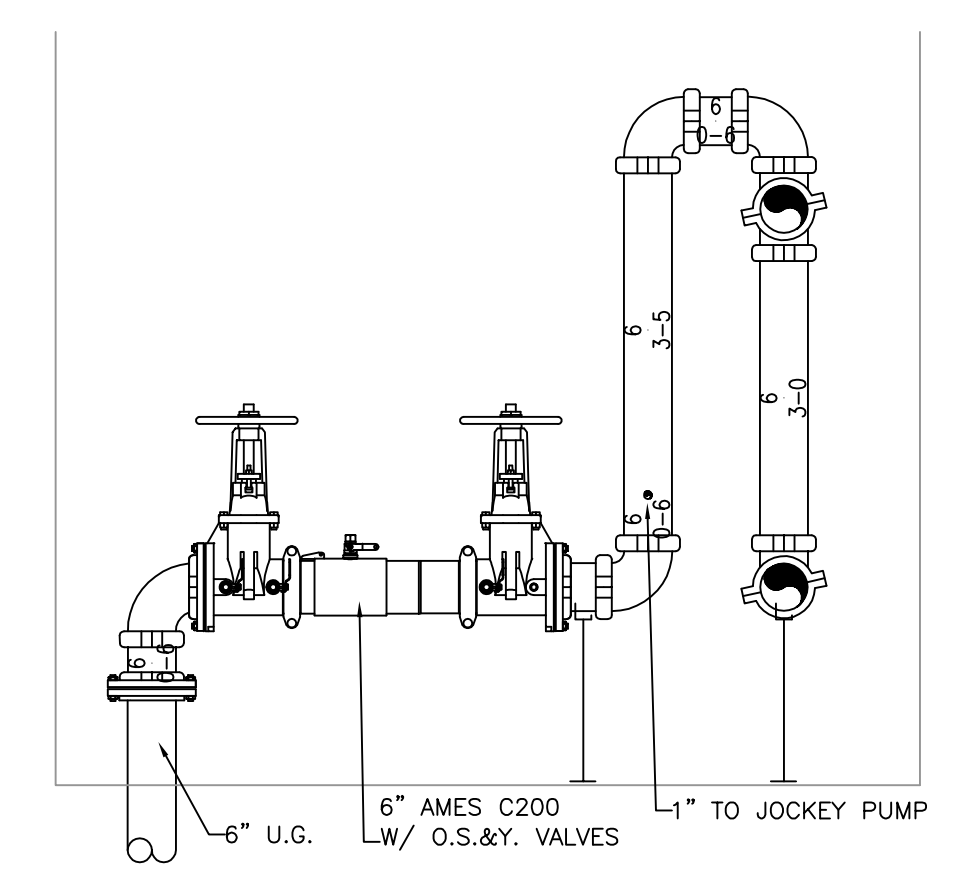 6
0-6
6
3-5
6
3-0
6
0-6
6
0-6
6" AMES C200
W/ O.S.&Y. VALVES
1" TO JOCKEY PUMP
6" U.G.